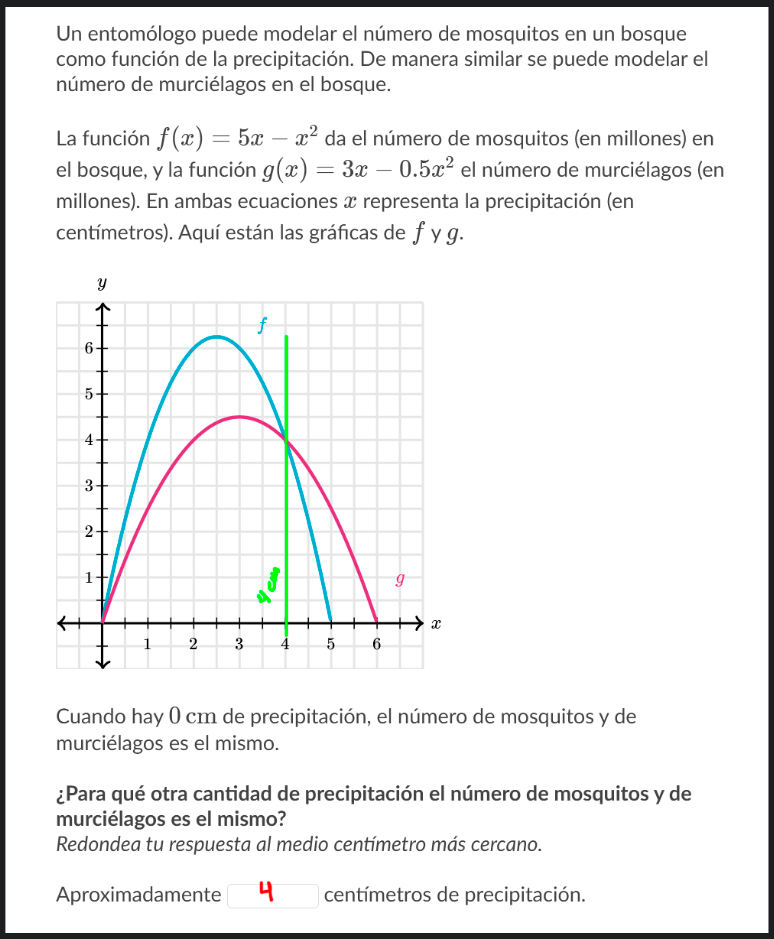 Un entomólogo puede modelar el número de mosquitos en un bosque
como función de la precipitación. De manera similar se puede modelar el
número de murciélagos en el bosque.
La función f(x) = 5x − x² da el número de mosquitos (en millones) en
el bosque, y la función g(x) = 3x − 0.5x² el número de murciélagos (en
millones). En ambas ecuaciones x representa la precipitación (en
centímetros). Aquí están las gráficas de f y g.
y
f
6
5
4
3
2
1
4 cm
g
x
1 2 3 4 5 6
Cuando hay 0 cm de precipitación, el número de mosquitos y de
murciélagos es el mismo.
¿Para qué otra cantidad de precipitación el número de mosquitos y de
murciélagos es el mismo?
Redondea tu respuesta al medio centímetro más cercano.
Aproximadamente 4 centímetros de precipitación.